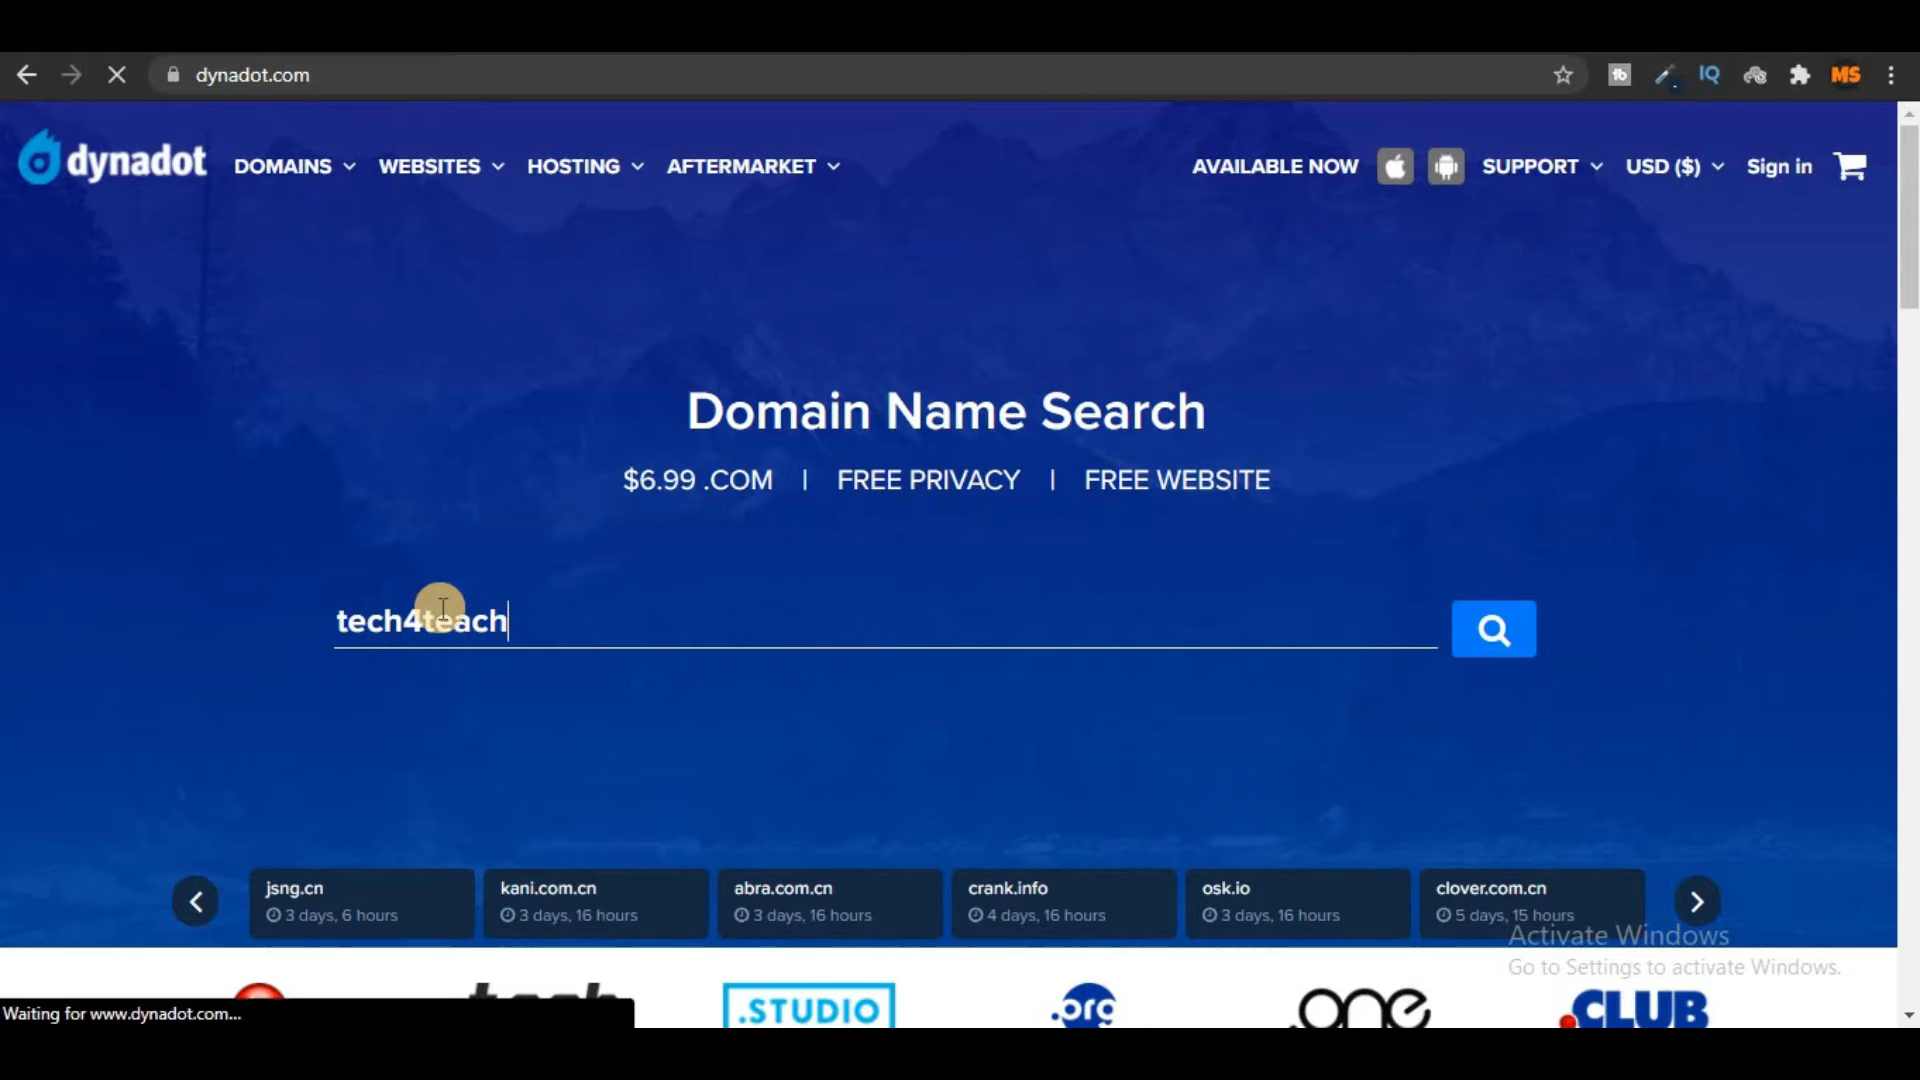 dynadot.com
IQ
MS
dynadot DOMAINS WEBSITES HOSTING AFTERMARKET AVAILABLE NOW SUPPORT USD ($) Sign in
Domain Name Search
$6.99 .COM | FREE PRIVACY | FREE WEBSITE
tech4teach
jsng.cn
3 days, 6 hours
kani.com.cn
3 days, 16 hours
abra.com.cn
3 days, 16 hours
crank.info
4 days, 16 hours
osk.io
3 days, 16 hours
clover.com.cn
5 days, 15 hours
Activate Windows
Go to Settings to activate Windows.
.STUDIO
.org
.one
.CLUB
Waiting for www.dynadot.com...